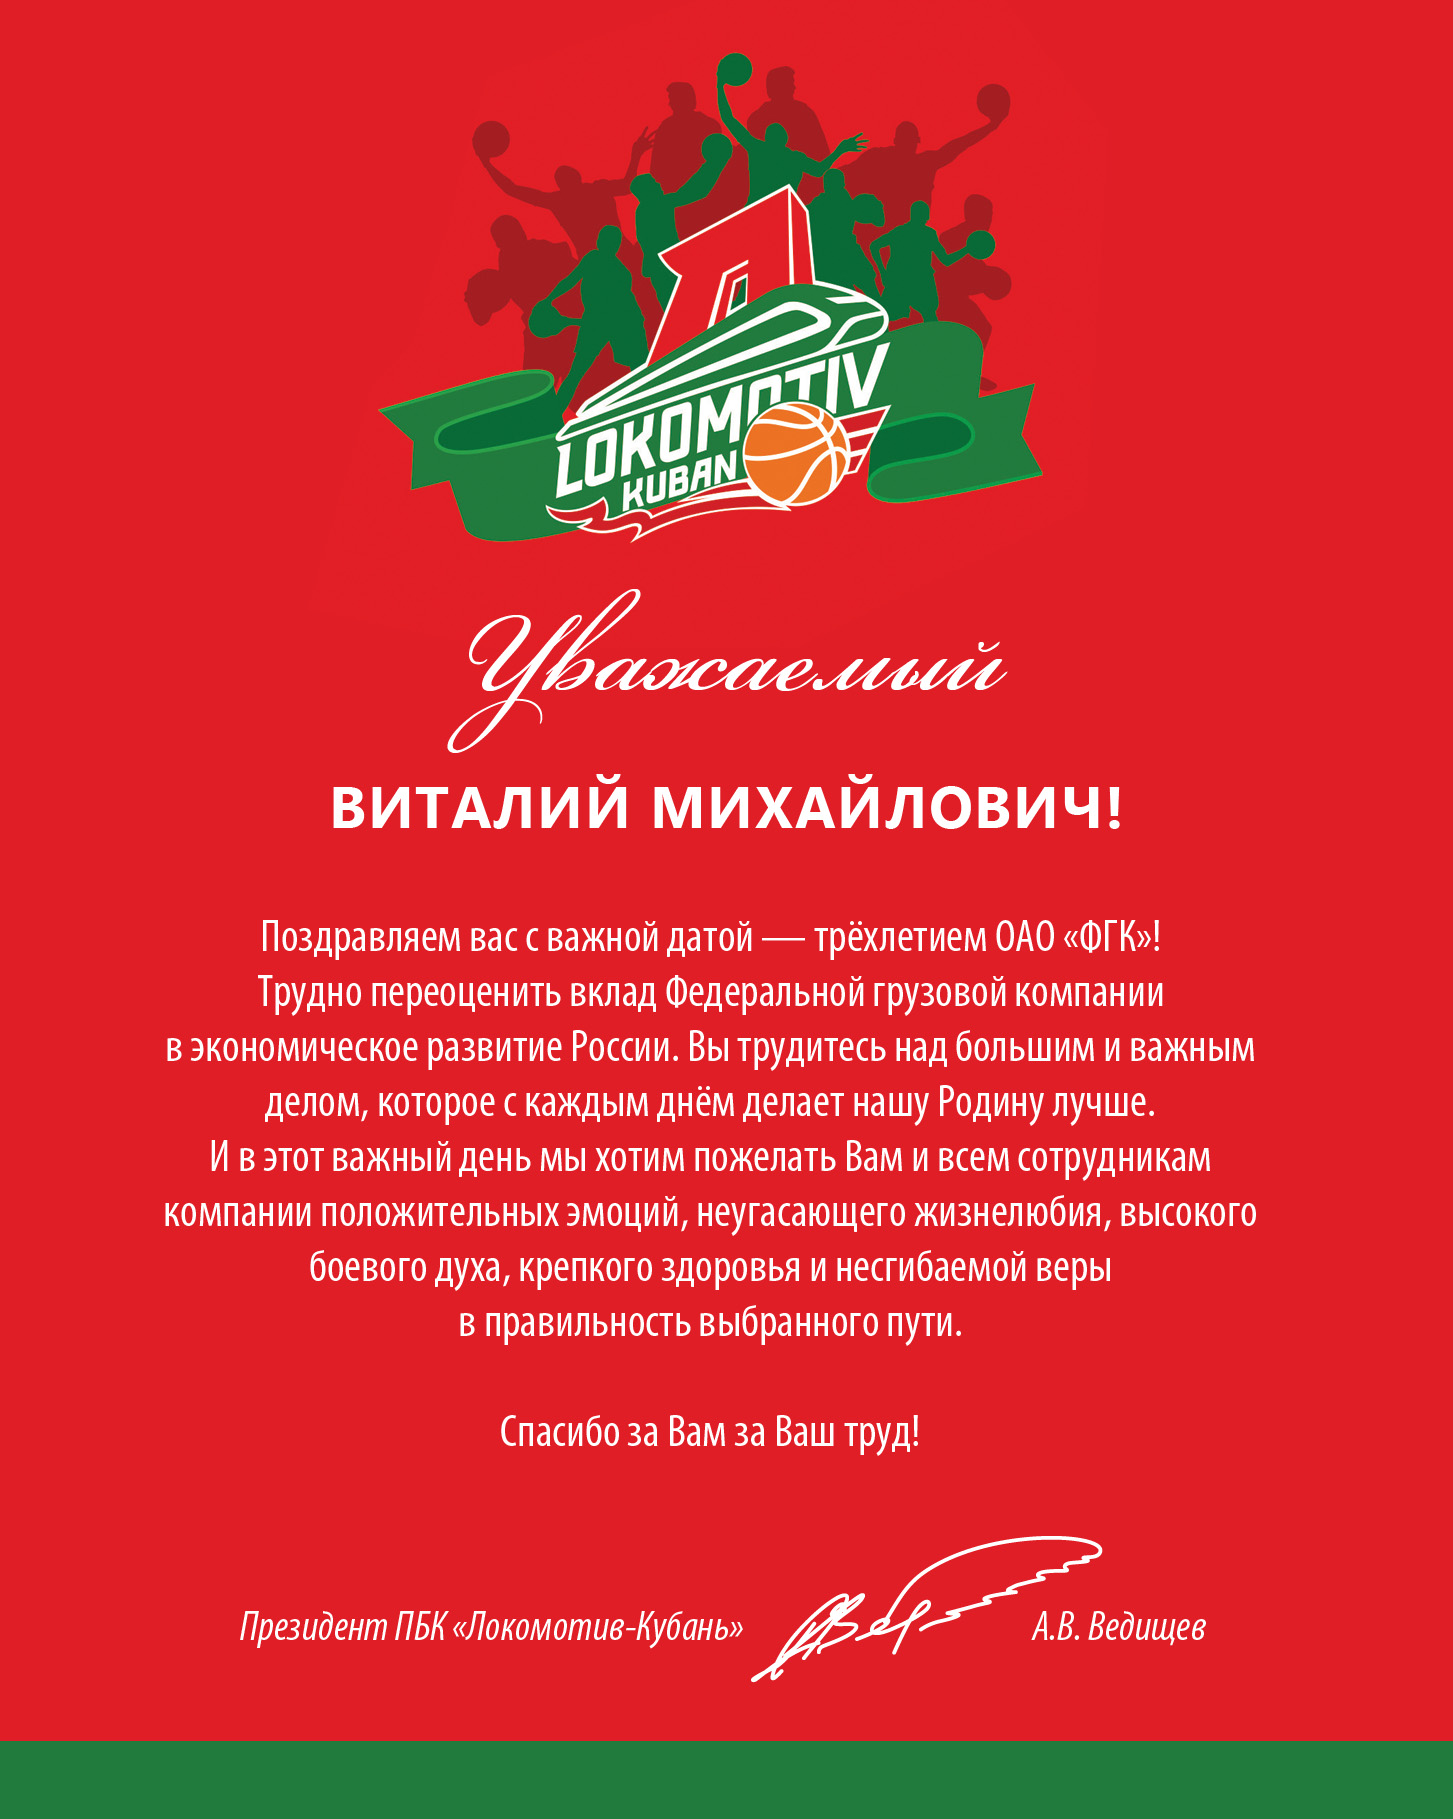 LOKOMOTIV
KUBAN
Уважаемый
ВИТАЛИЙ МИХАЙЛОВИЧ!
Поздравляем вас с важной датой — трёхлетием ОАО «ФГК»!
Трудно переоценить вклад Федеральной грузовой компании
в экономическое развитие России. Вы трудитесь над большим и важным
делом, которое с каждым днём делает нашу Родину лучше.
И в этот важный день мы хотим пожелать Вам и всем сотрудникам
компании положительных эмоций, неугасающего жизнелюбия, высокого
боевого духа, крепкого здоровья и несгибаемой веры
в правильность выбранного пути.
Спасибо за Вам за Ваш труд!
Президент ПБК «Локомотив-Кубань» А.В. Ведищев